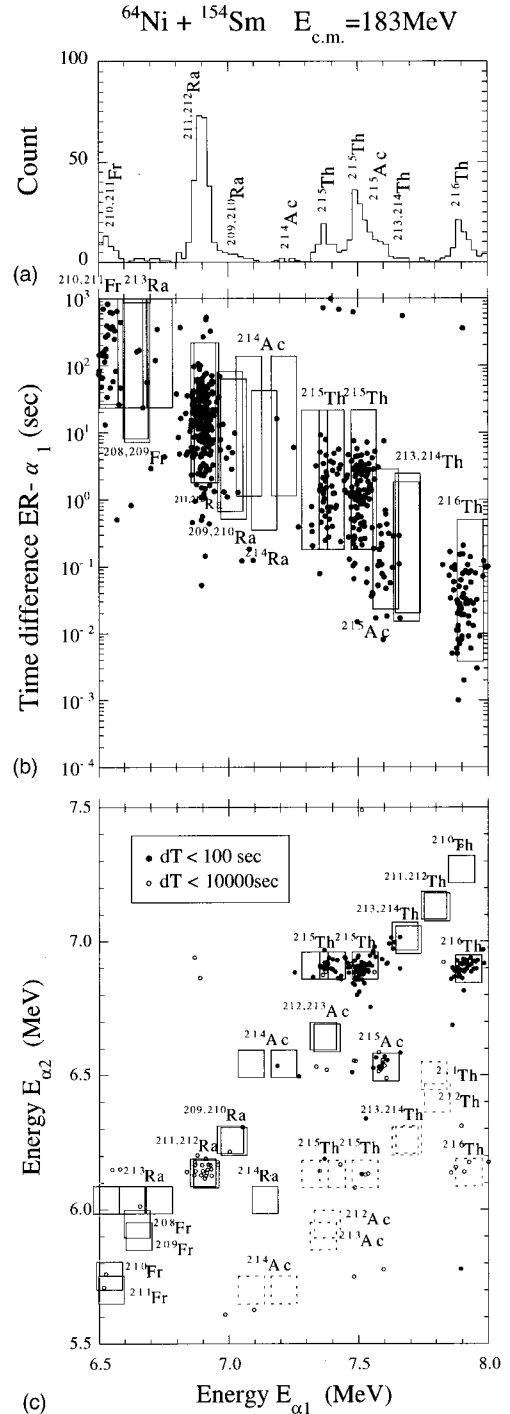 ⁶⁴Ni + ¹⁵⁴Sm E_c.m. =183MeV
Count
100
50
0
²¹⁰,²¹¹Fr
²¹¹,²¹²Ra
²⁰⁹,²¹⁰Ra
²¹⁴Ac
²¹⁵Th
²¹⁵Th
²¹⁵Ac
²¹³,²¹⁴Th
²¹⁶Th
(a)
Time difference ER-α₁ (sec)
10³
10²
10¹
10⁰
10⁻¹
10⁻²
10⁻³
10⁻⁴
²¹⁰,²¹¹Fr ²¹³Ra
²¹⁴Ac
²¹⁵Th ²¹⁵Th
²⁰⁸,²⁰⁹Fr
²¹³,²¹⁴Th
²¹¹,²¹²Ra
²¹⁶Th
²⁰⁹,²¹⁰Ra
²¹⁴Ra
²¹⁵Ac
(b)
Energy E_α2 (MeV)
7.5
7.0
6.5
6.0
5.5
● dT < 100 sec
○ dT < 10000sec
²¹⁰Th
²¹¹,²¹²Th
²¹³,²¹⁴Th
²¹⁵Th ²¹⁵Th
²¹⁶Th
²¹²,²¹³Ac
²¹⁴Ac
²¹⁵Ac
²¹¹Th
²¹²Th
²⁰⁹,²¹⁰Ra
²¹³,²¹⁴Th
²¹¹,²¹²Ra
²¹⁵Th ²¹⁵Th
²¹⁶Th
²¹³Ra
²¹⁴Ra
²⁰⁸Fr
²¹²Ac
²⁰⁹Fr
²¹³Ac
²¹⁰Fr
²¹⁴Ac
²¹¹Fr
6.5 7.0 7.5 8.0
(c)
Energy E_α1 (MeV)